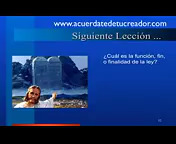 www.acuerdatedetucreador.com
Siguiente Lección ...
¿Cuál es la función, fin,
o finalidad de la ley?